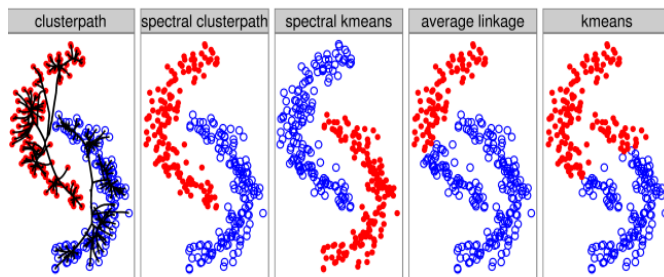 clusterpath
spectral clusterpath
spectral kmeans
average linkage
kmeans